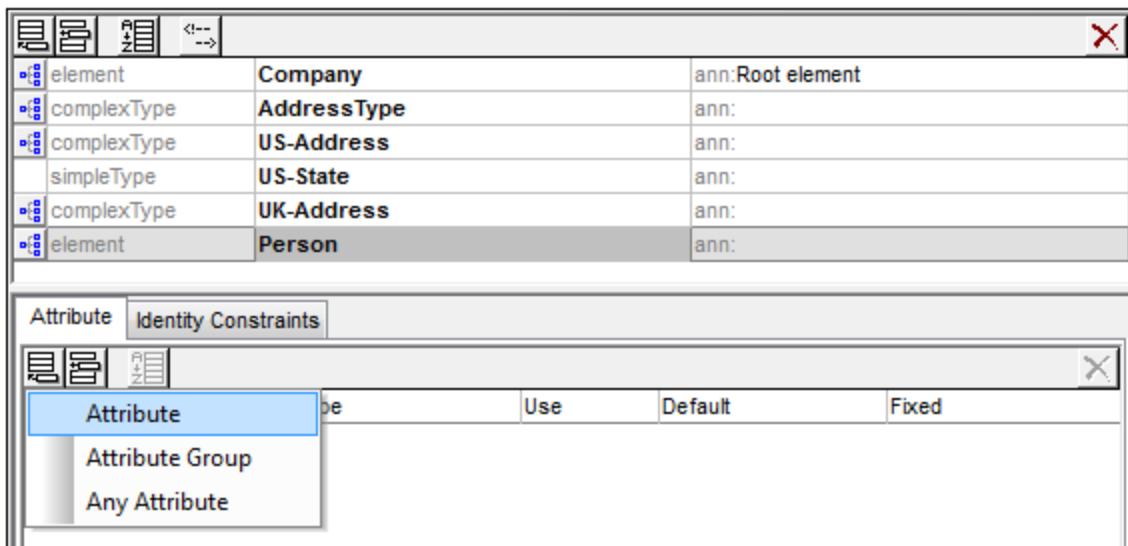 element Company ann:Root element
complexType AddressType ann:
complexType US-Address ann:
simpleType US-State ann:
complexType UK-Address ann:
element Person ann:
Attribute Identity Constraints
Use Default Fixed
Attribute
Attribute Group
Any Attribute